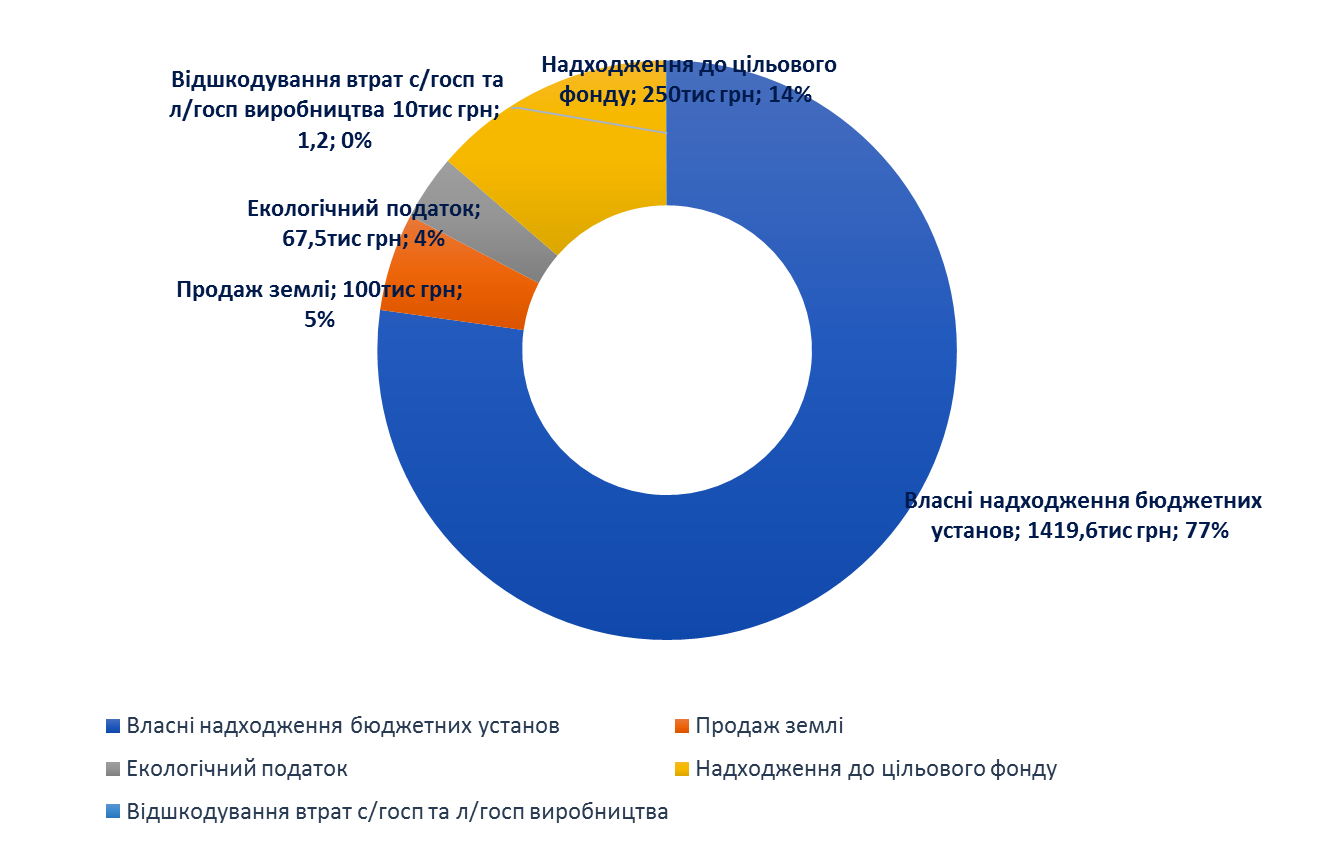 Надходження до цільового
фонду; 250тис грн; 14%
Відшкодування втрат с/госп та
л/госп виробництва 10тис грн;
1,2; 0%
Екологічний податок;
67,5тис грн; 4%
Продаж землі; 100тис грн;
5%
Власні надходження бюджетних
установ; 1419,6тис грн; 77%
Власні надходження бюджетних установ
Продаж землі
Екологічний податок
Надходження до цільового фонду
Відшкодування втрат с/госп та л/госп виробництва